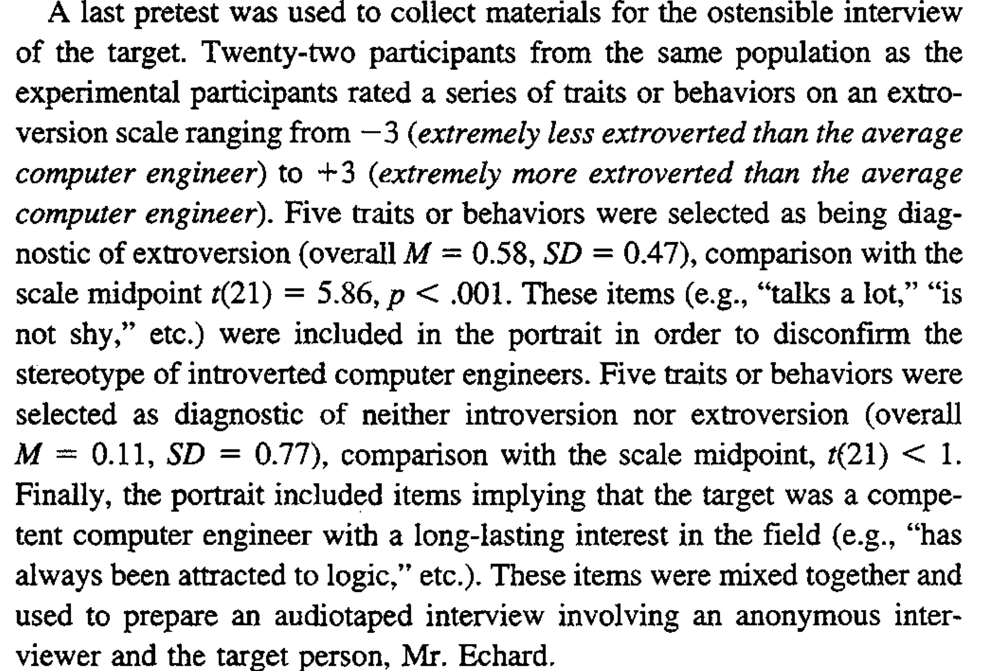 A last pretest was used to collect materials for the ostensible interview
of the target. Twenty-two participants from the same population as the
experimental participants rated a series of traits or behaviors on an extro-
version scale ranging from −3 (extremely less extroverted than the average
computer engineer) to +3 (extremely more extroverted than the average
computer engineer). Five traits or behaviors were selected as being diag-
nostic of extroversion (overall M = 0.58, SD = 0.47), comparison with the
scale midpoint t(21) = 5.86, p < .001. These items (e.g., “talks a lot,” “is
not shy,” etc.) were included in the portrait in order to disconfirm the
stereotype of introverted computer engineers. Five traits or behaviors were
selected as diagnostic of neither introversion nor extroversion (overall
M = 0.11, SD = 0.77), comparison with the scale midpoint, t(21) < 1.
Finally, the portrait included items implying that the target was a compe-
tent computer engineer with a long-lasting interest in the field (e.g., “has
always been attracted to logic,” etc.). These items were mixed together and
used to prepare an audiotaped interview involving an anonymous inter-
viewer and the target person, Mr. Echard.